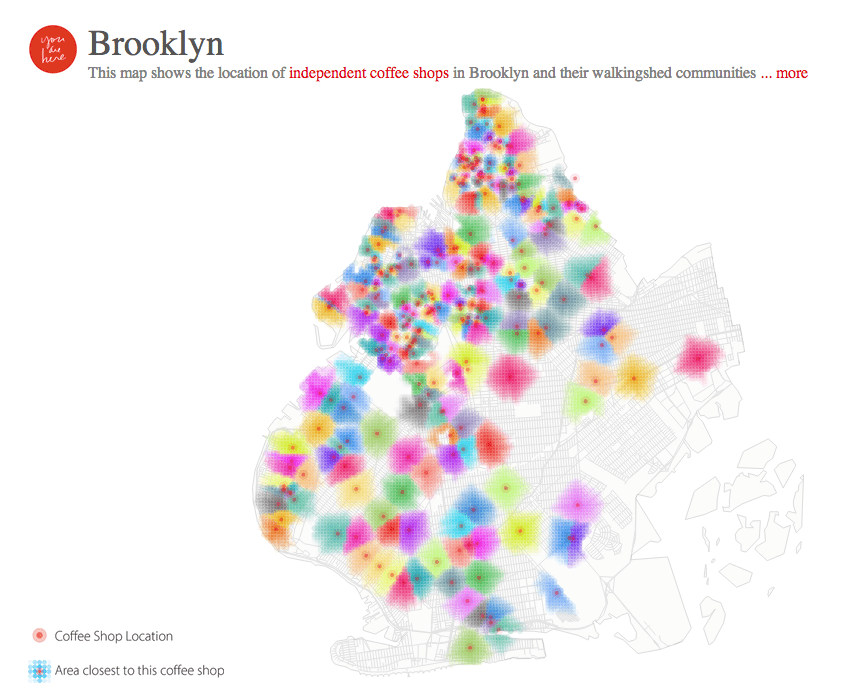 you
are
here
Brooklyn
This map shows the location of independent coffee shops in Brooklyn and their walkingshed communities ... more
Coffee Shop Location
Area closest to this coffee shop